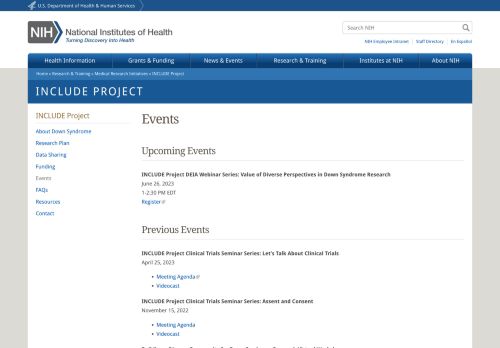 U.S. Department of Health & Human Services
NIH National Institutes of Health
Turning Discovery Into Health
Search NIH
NIH Employee Intranet | Staff Directory | En Español
Health Information Grants & Funding News & Events Research & Training Institutes at NIH About NIH
Home » Research & Training » Medical Research Initiatives » INCLUDE Project
INCLUDE PROJECT
INCLUDE Project
About Down Syndrome
Research Plan
Data Sharing
Funding
Events
FAQs
Resources
Contact
Events
Upcoming Events
INCLUDE Project DEIA Webinar Series: Value of Diverse Perspectives in Down Syndrome Research
June 26, 2023
1-2:30 PM EDT
Register
Previous Events
INCLUDE Project Clinical Trials Seminar Series: Let's Talk About Clinical Trials
April 25, 2023
• Meeting Agenda
• Videocast
INCLUDE Project Clinical Trials Seminar Series: Assent and Consent
November 15, 2022
• Meeting Agenda
• Videocast